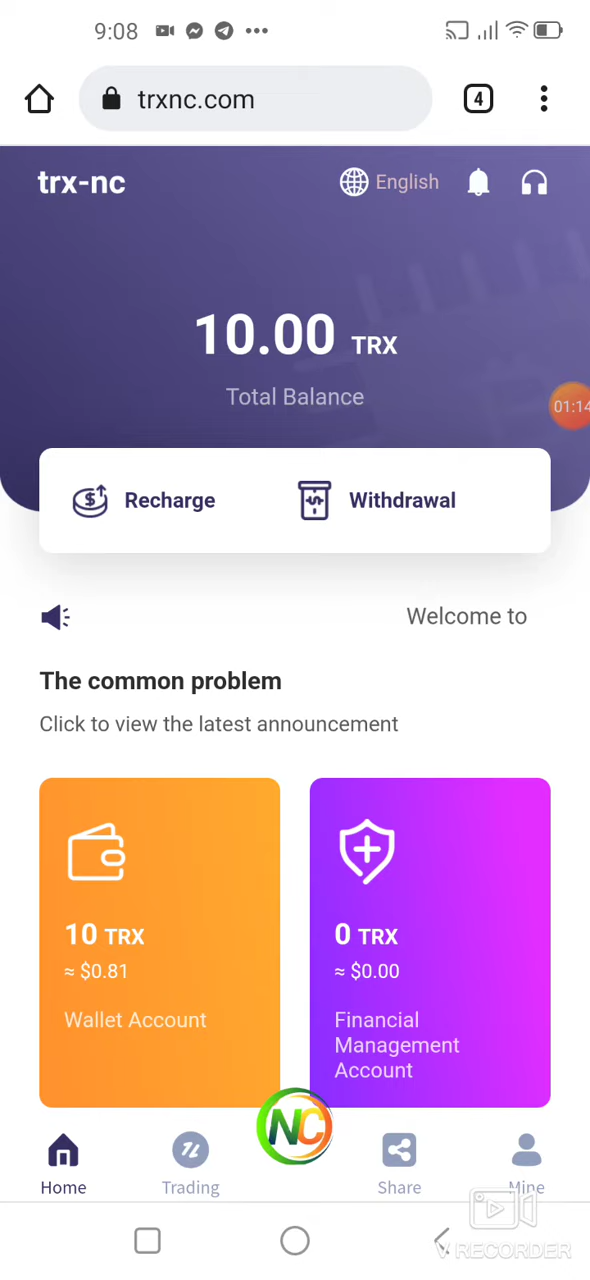 9:08
trxnc.com
4
trx-nc
English
10.00 TRX
Total Balance
01:14
Recharge
Withdrawal
Welcome to
The common problem
Click to view the latest announcement
10 TRX
≈ $0.81
Wallet Account
0 TRX
≈ $0.00
Financial
Management
Account
NC
Home
Trading
Share
Mine
V RECORDER